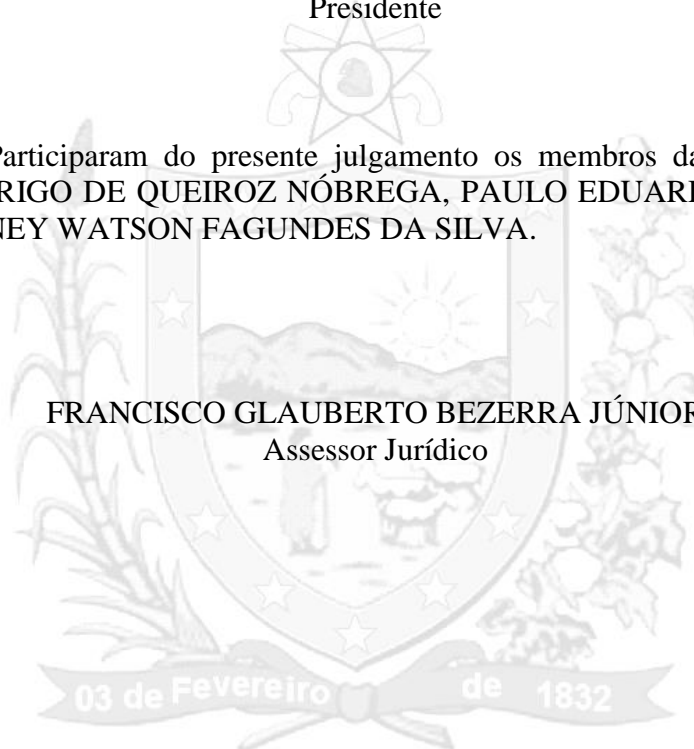 Presidente
Participaram do presente julgamento os membros da
RIGO DE QUEIROZ NÓBREGA, PAULO EDUAR
NEY WATSON FAGUNDES DA SILVA.
FRANCISCO GLAUBERTO BEZERRA JÚNIOR
Assessor Jurídico
03 de Fevereiro de 1832